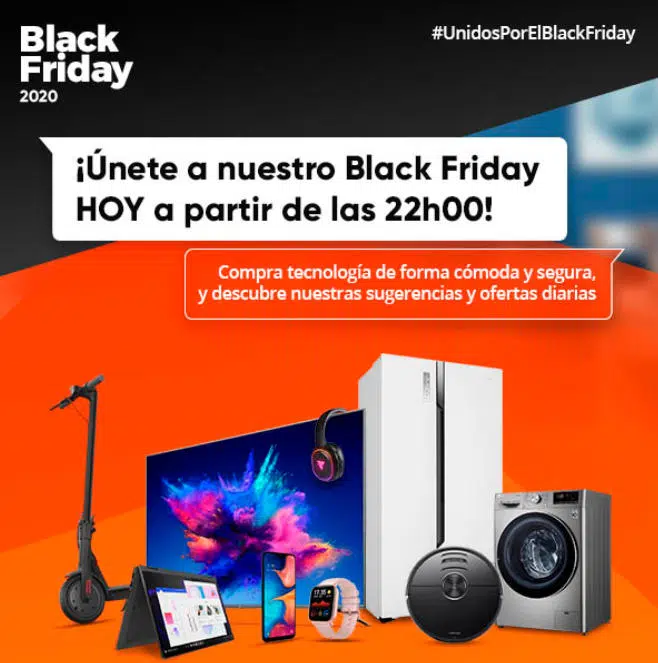 Black
Friday
2020
#UnidosPorElBlackFriday
¡Únete a nuestro Black Friday
HOY a partir de las 22h00!
Compra tecnología de forma cómoda y segura,
y descubre nuestras sugerencias y ofertas diarias